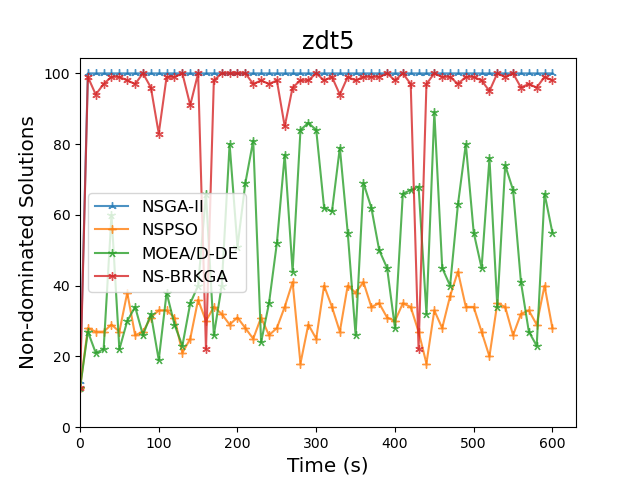 zdt5
Non-dominated Solutions
100
80
60
40
20
0
NSGA-II
NSPSO
MOEA/D-DE
NS-BRKGA
0 100 200 300 400 500 600
Time (s)